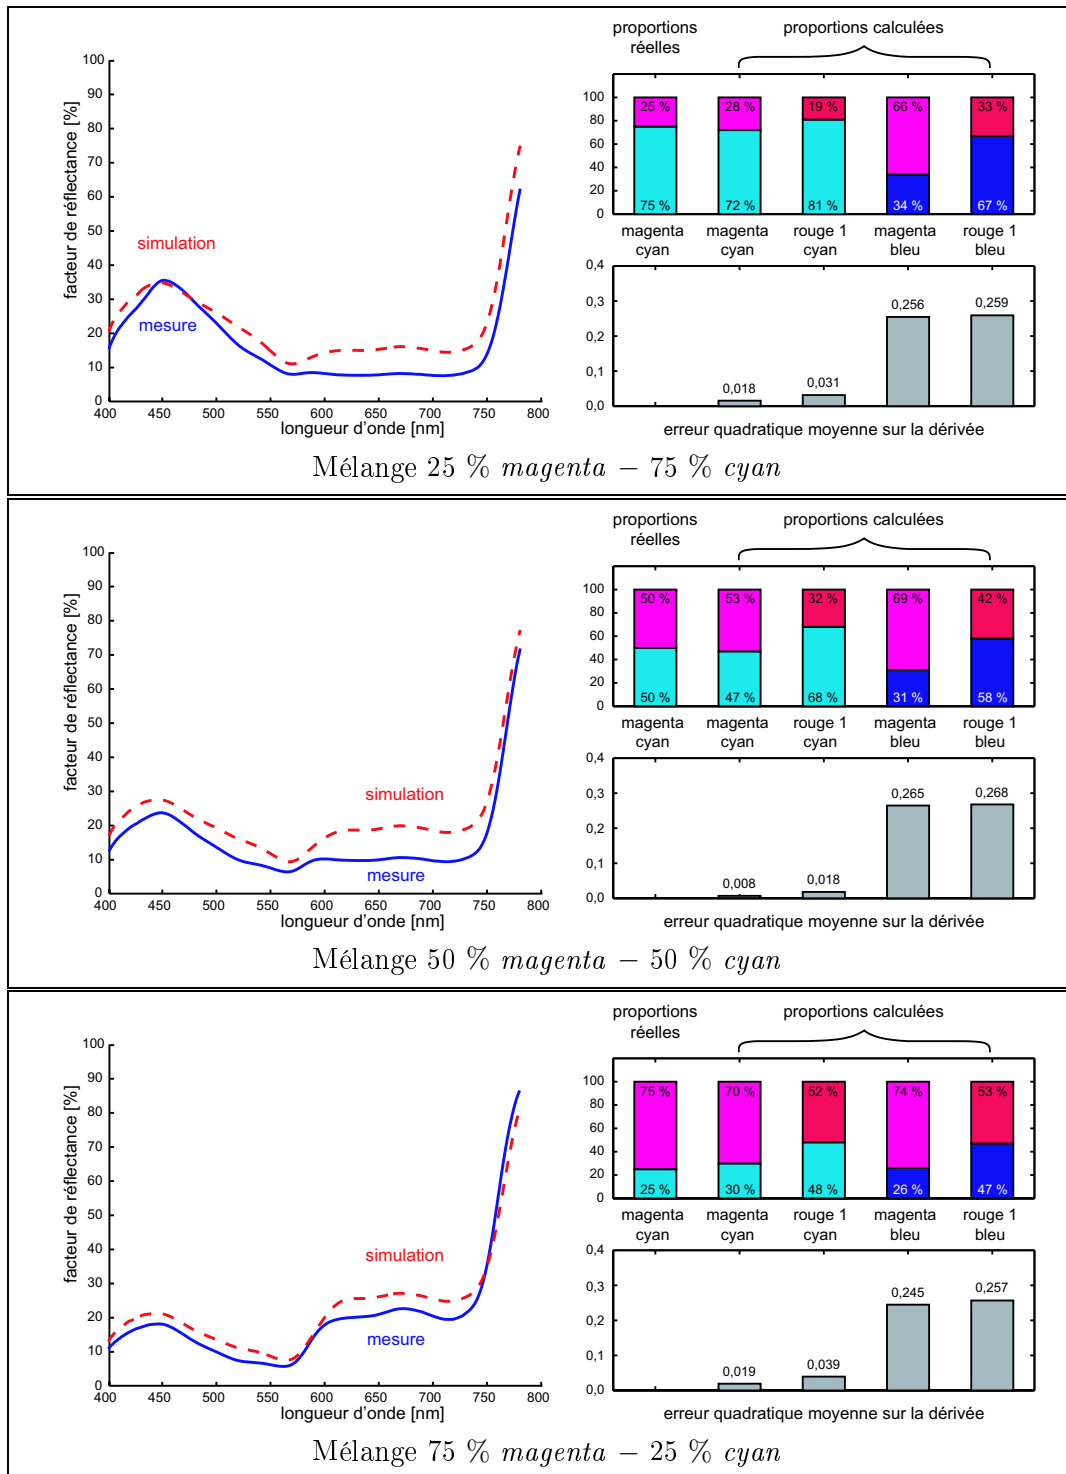 proportions réelles
proportions calculées
facteur de réflectance [%]
100
90
80
70
60
50
40
30
20
10
0
simulation
mesure
400 450 500 550 600 650 700 750 800
longueur d'onde [nm]
100
80
60
40
20
0
25 % 28 % 19 % 66 % 33 %
75 % 72 % 81 % 34 % 67 %
magenta magenta rouge 1 magenta rouge 1
cyan cyan cyan bleu bleu
0,4
0,3
0,2
0,1
0,0
0,018 0,031 0,256 0,259
erreur quadratique moyenne sur la dérivée
Mélange 25 % magenta – 75 % cyan
proportions réelles
proportions calculées
facteur de réflectance [%]
100
90
80
70
60
50
40
30
20
10
0
simulation
mesure
400 450 500 550 600 650 700 750 800
longueur d'onde [nm]
100
80
60
40
20
0
50 % 53 % 32 % 69 % 42 %
50 % 47 % 68 % 31 % 58 %
magenta magenta rouge 1 magenta rouge 1
cyan cyan cyan bleu bleu
0,4
0,3
0,2
0,1
0,0
0,008 0,018 0,265 0,268
erreur quadratique moyenne sur la dérivée
Mélange 50 % magenta – 50 % cyan
proportions réelles
proportions calculées
facteur de réflectance [%]
100
90
80
70
60
50
40
30
20
10
0
simulation
mesure
400 450 500 550 600 650 700 750 800
longueur d'onde [nm]
100
80
60
40
20
0
75 % 70 % 52 % 74 % 53 %
25 % 30 % 48 % 26 % 47 %
magenta magenta rouge 1 magenta rouge 1
cyan cyan cyan bleu bleu
0,4
0,3
0,2
0,1
0,0
0,019 0,039 0,245 0,257
erreur quadratique moyenne sur la dérivée
Mélange 75 % magenta – 25 % cyan